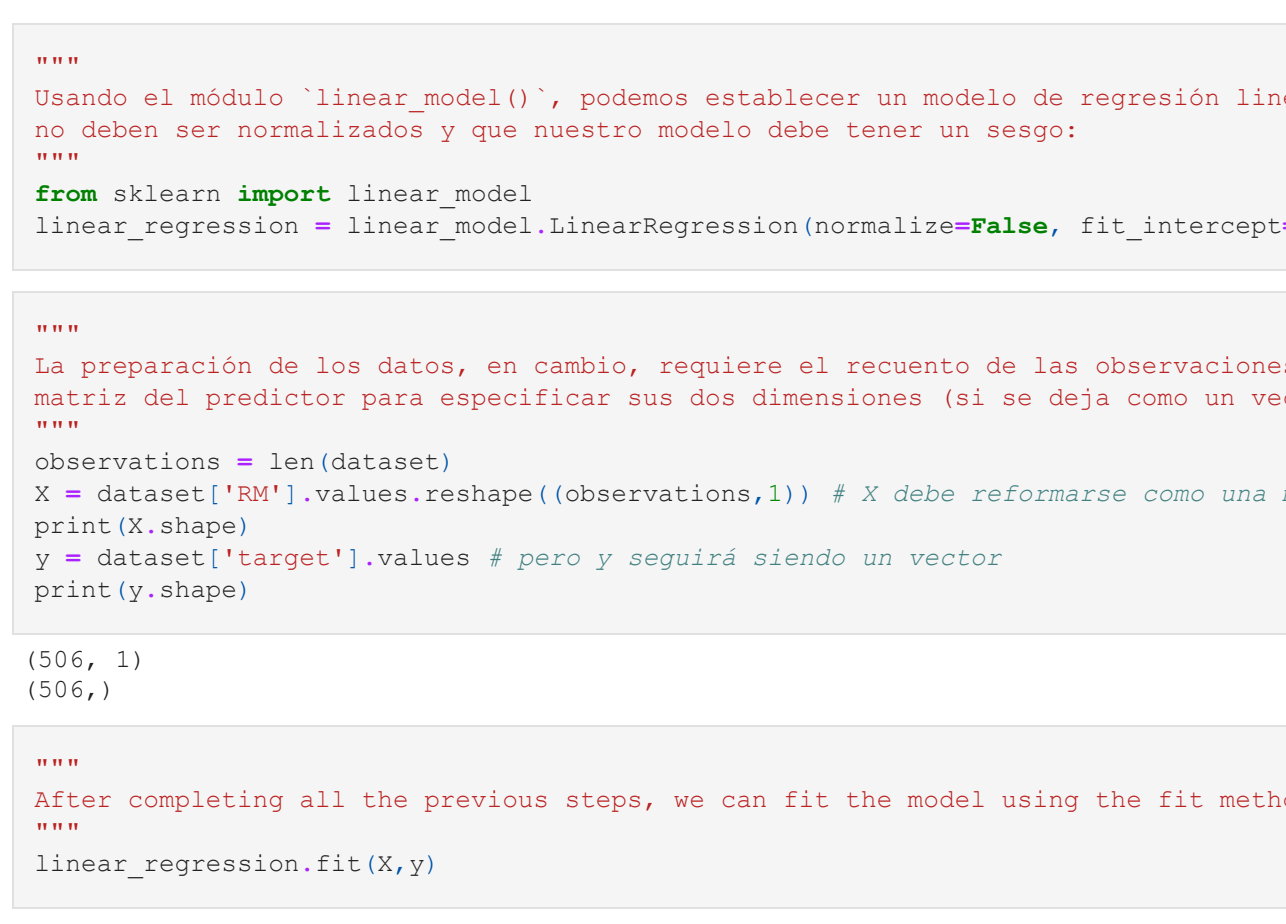 """
Usando el módulo `linear_model()`, podemos establecer un modelo de regresión
no deben ser normalizados y que nuestro modelo debe tener un sesgo:
"""
from sklearn import linear_model
linear_regression = linear_model.LinearRegression(normalize=False, fit_intercept=
"""
La preparación de los datos, en cambio, requiere el recuento de las
matriz del predictor para especificar sus dos dimensiones (si se deja como un
"""
observations = len(dataset)
X = dataset['RM'].values.reshape((observations,1)) # X debe reformarse como una
print(X.shape)
y = dataset['target'].values # pero y seguirá siendo un vector
print(y.shape)
(506, 1)
(506,)
"""
After completing all the previous steps, we can fit the model using the fit
"""
linear_regression.fit(X,y)